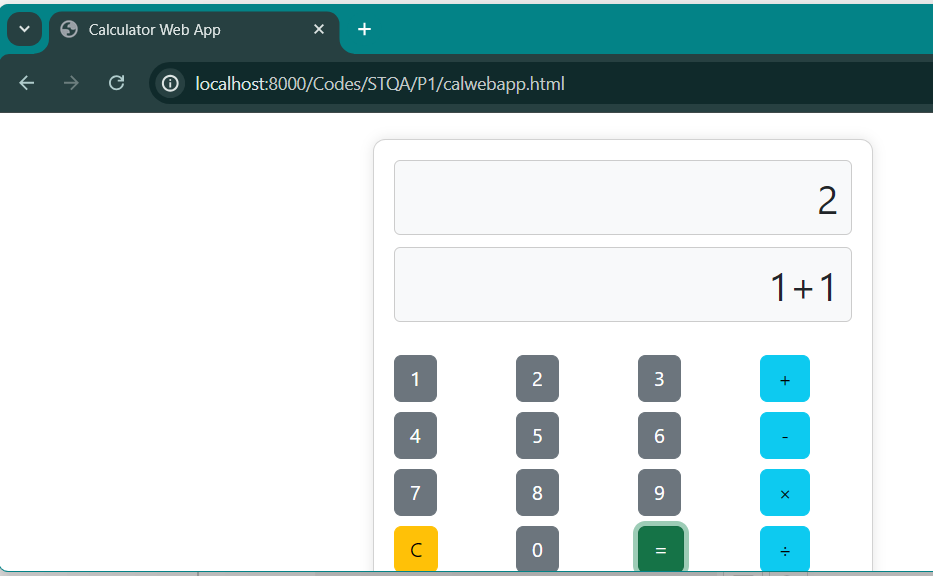 Calculator Web App
localhost:8000/Codes/STQA/P1/calwebapp.html
2
1+1
1 2 3 +
4 5 6 -
7 8 9 ×
C 0 = ÷